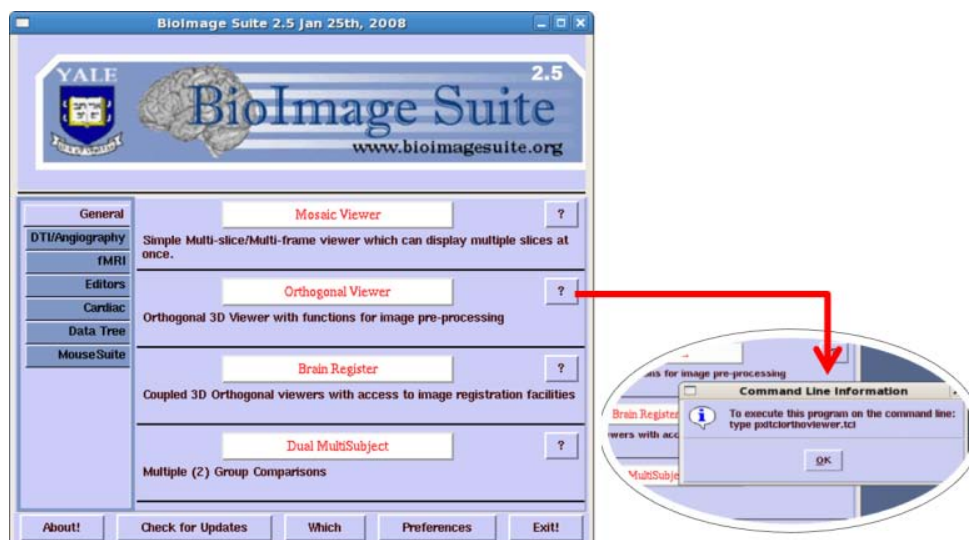 BioImage Suite 2.5 Jan 25th, 2008
YALE
2.5
BioImage Suite
www.bioimagesuite.org
General
DTI/Angiography
fMRI
Editors
Cardiac
Data Tree
MouseSuite
Mosaic Viewer
?
Simple Multi-slice/Multi-frame viewer which can display multiple slices at
once.
Orthogonal Viewer
?
Orthogonal 3D Viewer with functions for image pre-processing
Brain Register
?
Coupled 3D Orthogonal viewers with access to image registration facilities
Dual MultiSubject
?
Multiple (2) Group Comparisons
About!
Check for Updates
Which
Preferences
Exit!
for image pre-processing
Command Line Information
To execute this program on the command line:
type pxitclorthoviewer.tcl
OK
Brain Register
with